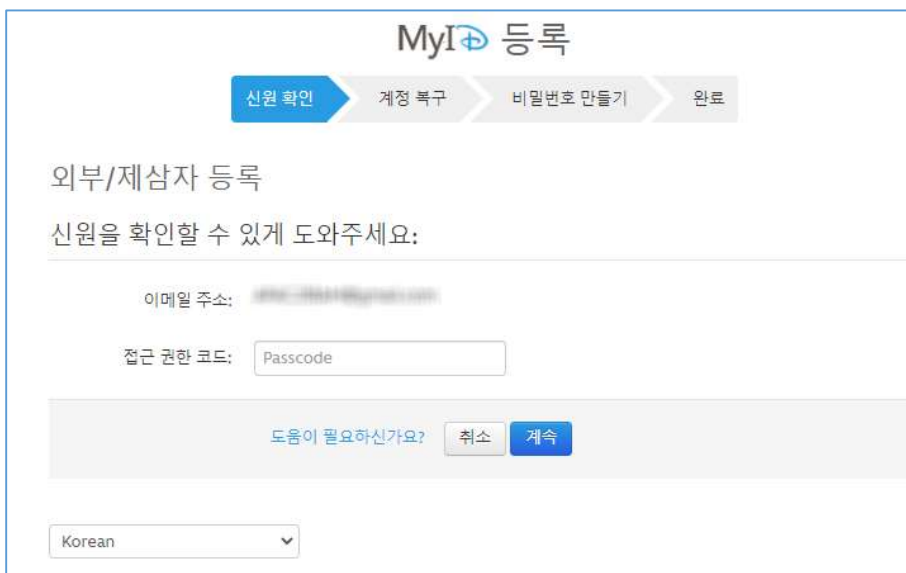 MyID 등록
신원 확인 계정 복구 비밀번호 만들기 완료
외부/제삼자 등록
신원을 확인할 수 있게 도와주세요:
이메일 주소:
접근 권한 코드: Passcode
도움이 필요하신가요? 취소 계속
Korean